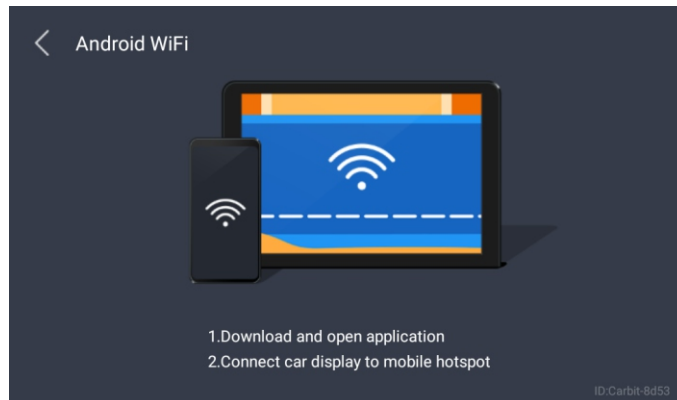 Android WiFi
1.Download and open application
2.Connect car display to mobile hotspot
ID:Carbit-8d53